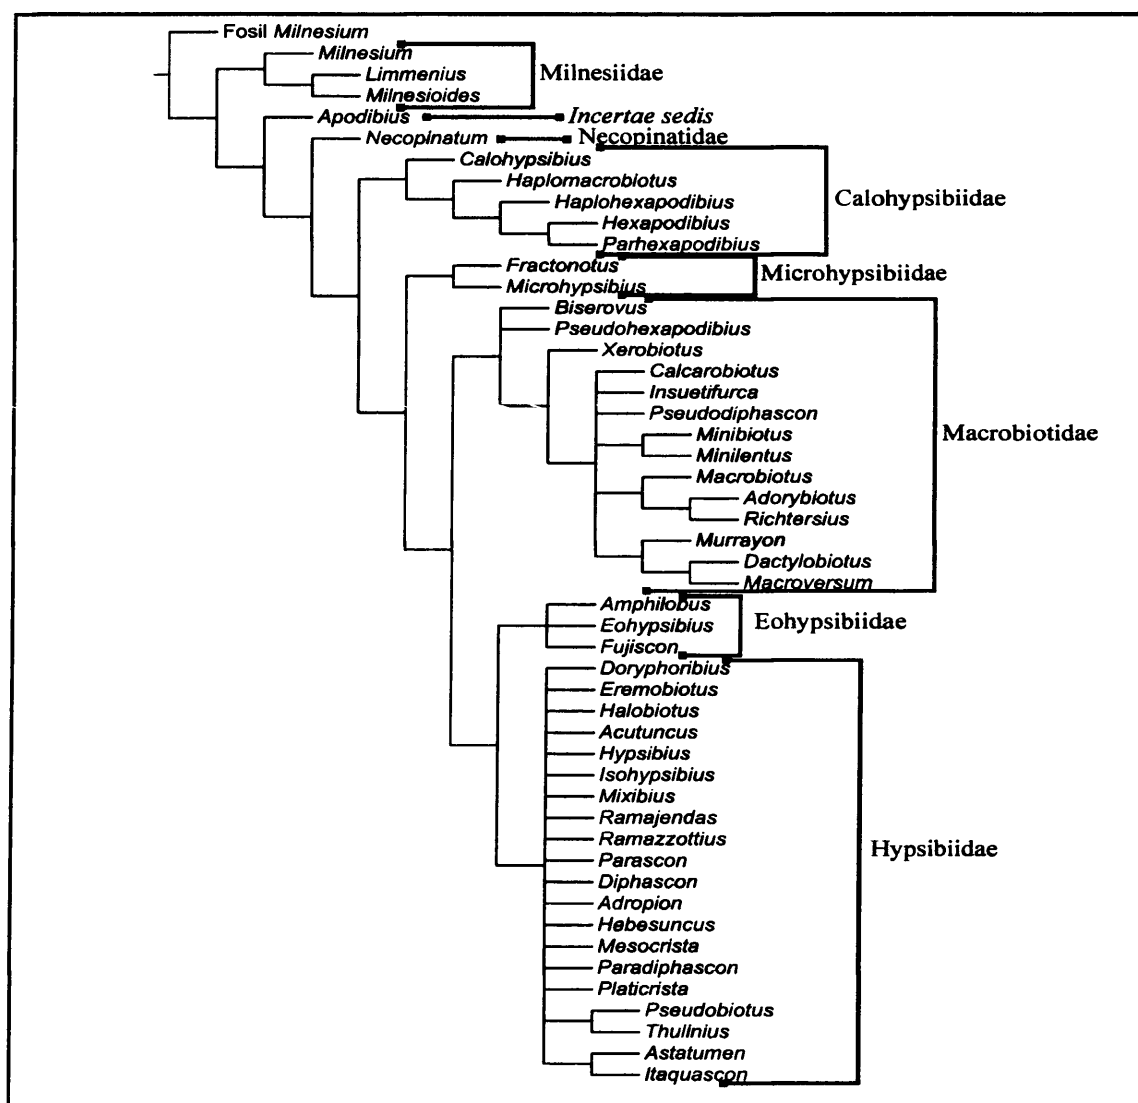 Fosil Milnesium
Milnesium
Limmenius
Milnesiidae
Milnesioides
Apodibius
Incertae sedis
Necopinatum
Necopinatidae
Calohypsibius
Haplomacrobiotus
Haplohexapodibius
Calohypsibiidae
Hexapodibius
Parhexapodibius
Fractonotus
Microhypsibiidae
Microhypsibius
Biserovus
Pseudohexapodibius
Xerobiotus
Calcarobiotus
Insuetifurca
Pseudodiphascon
Minibiotus
Macrobiotidae
Minilentus
Macrobiotus
Adorybiotus
Richtersius
Murrayon
Dactylobiotus
Macroversum
Amphilobus
Eohypsibius
Eohypsibiidae
Fujiscon
Doryphoribius
Eremobiotus
Halobiotus
Acutuncus
Hypsibius
Isohypsibius
Mixibius
Ramajendas
Ramazzottius
Hypsibiidae
Parascon
Diphascon
Adropion
Hebesuncus
Mesocrista
Paradiphascon
Platicrista
Pseudobiotus
Thulinius
Astatumen
Itaquascon